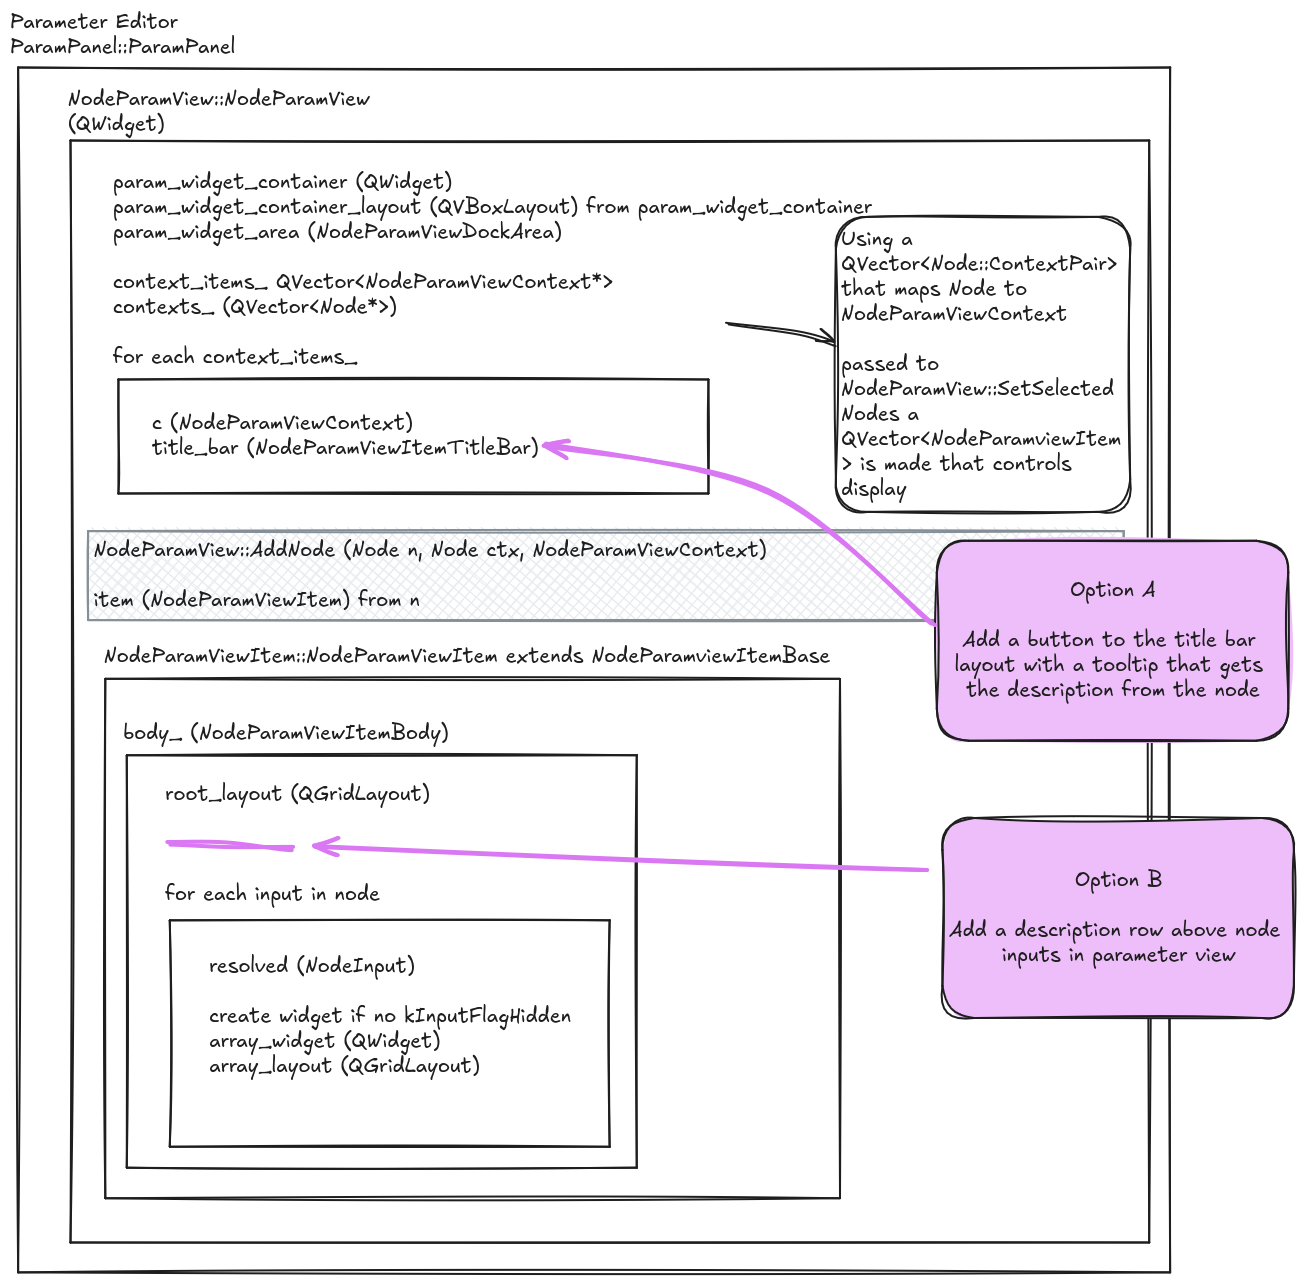 Parameter Editor
ParamPanel::ParamPanel
NodeParamView::NodeParamView
(QWidget)
param_widget_container (QWidget)
param_widget_container_layout (QVBoxLayout) from param_widget_container
param_widget_area (NodeParamViewDockArea)
context_items_ QVector<NodeParamViewContext*>
contexts_ (QVector<Node*>)
for each context_items_
c (NodeParamViewContext)
title_bar (NodeParamViewItemTitleBar)
Using a
QVector<Node::ContextPair>
that maps Node to
NodeParamViewContext
passed to
NodeParamView::SetSelected
Nodes a
QVector<NodeParamviewItem
> is made that controls
display
NodeParamView::AddNode (Node n, Node ctx, NodeParamViewContext)
item (NodeParamViewItem) from n
Option A
Add a button to the title bar
layout with a tooltip that gets
the description from the node
NodeParamViewItem::NodeParamViewItem extends NodeParamviewItemBase
body_ (NodeParamViewItemBody)
root_layout (QGridLayout)
for each input in node
resolved (NodeInput)
create widget if no kInputFlagHidden
array_widget (QWidget)
array_layout (QGridLayout)
Option B
Add a description row above node
inputs in parameter view